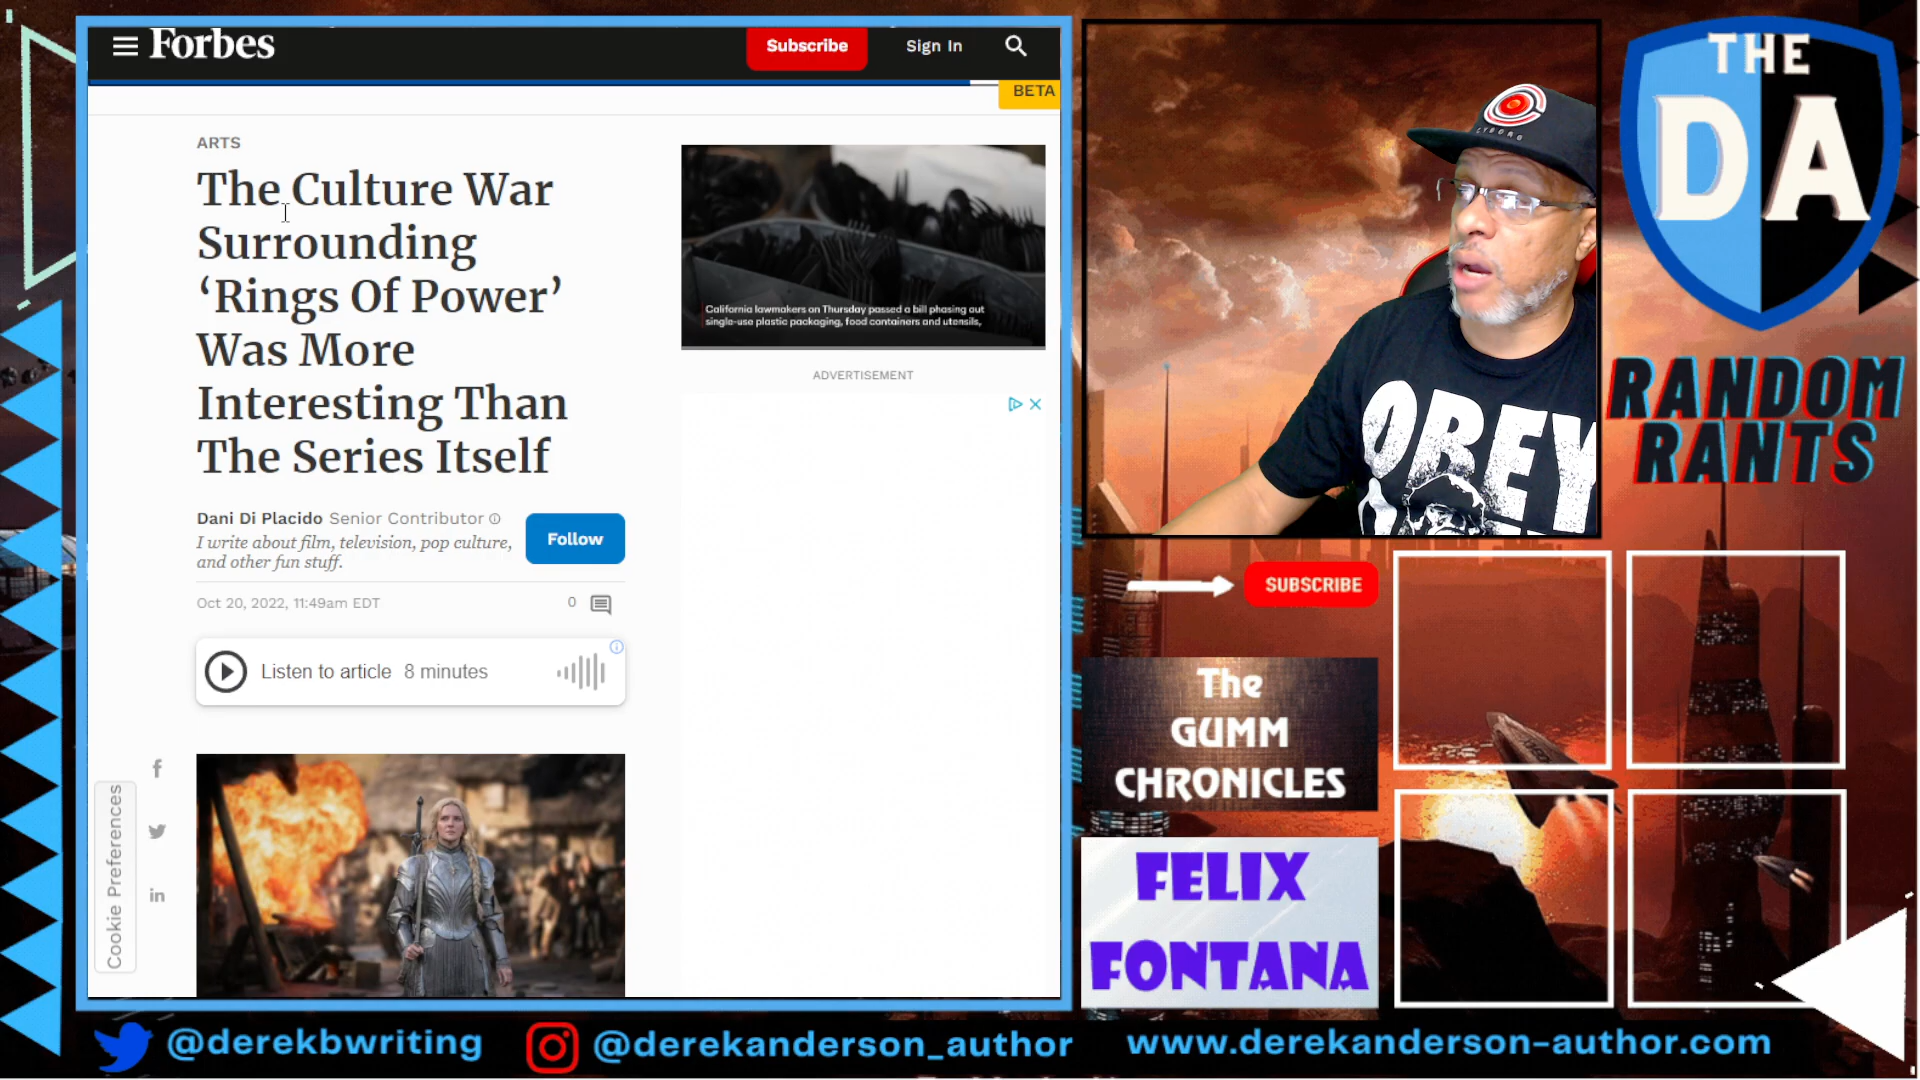 Forbes
Subscribe
Sign In
BETA
ARTS
The Culture War
Surrounding
‘Rings Of Power’
Was More
Interesting Than
The Series Itself
Dani Di Placido Senior Contributor
I write about film, television, pop culture,
and other fun stuff.
Follow
Oct 20, 2022, 11:49am EDT
0
Listen to article 8 minutes
Cookie Preferences
California lawmakers on Thursday passed a bill phasing out
single-use plastic packaging, food containers and utensils,
ADVERTISEMENT
CYBORG
OBEY
THE
DA
RANDOM
RANTS
SUBSCRIBE
The
GUMM
CHRONICLES
FELIX
FONTANA
@derekbwriting
@derekanderson_author
www.derekanderson-author.com